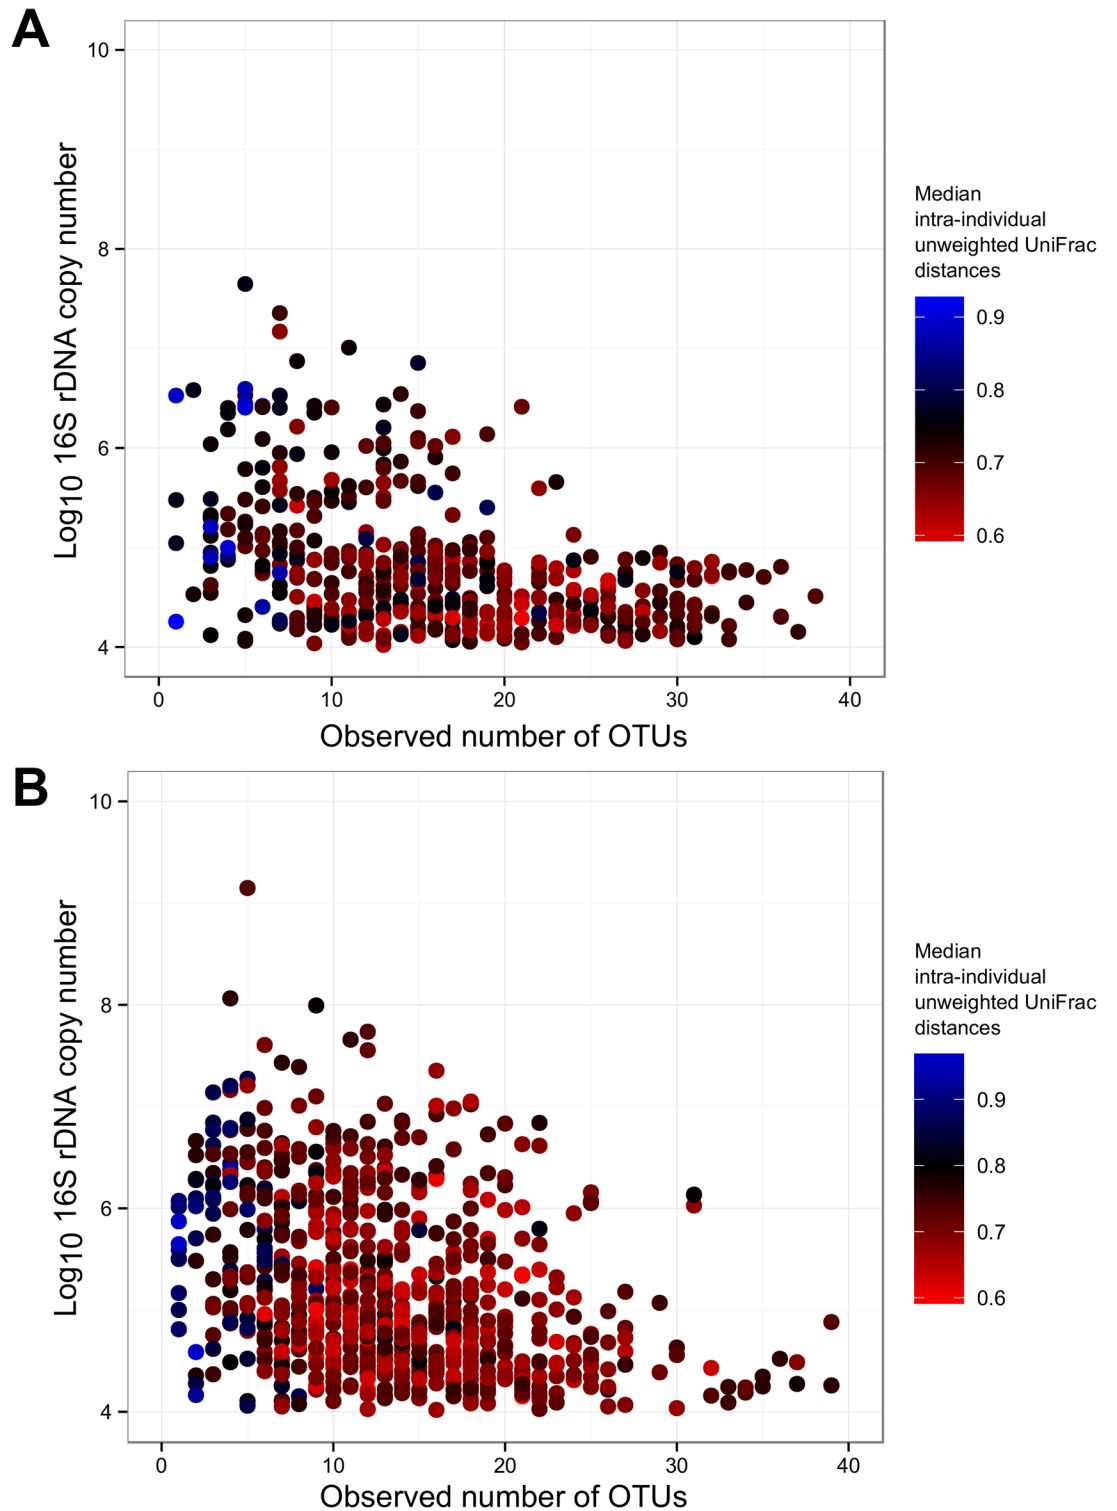 A
Log10 16S rDNA copy number
10
8
6
4
0 10 20 30 40
Observed number of OTUs
Median
intra-individual
unweighted UniFrac
distances
0.9
0.8
0.7
0.6
B
Log10 16S rDNA copy number
10
8
6
4
0 10 20 30 40
Observed number of OTUs
Median
intra-individual
unweighted UniFrac
distances
0.9
0.8
0.7
0.6